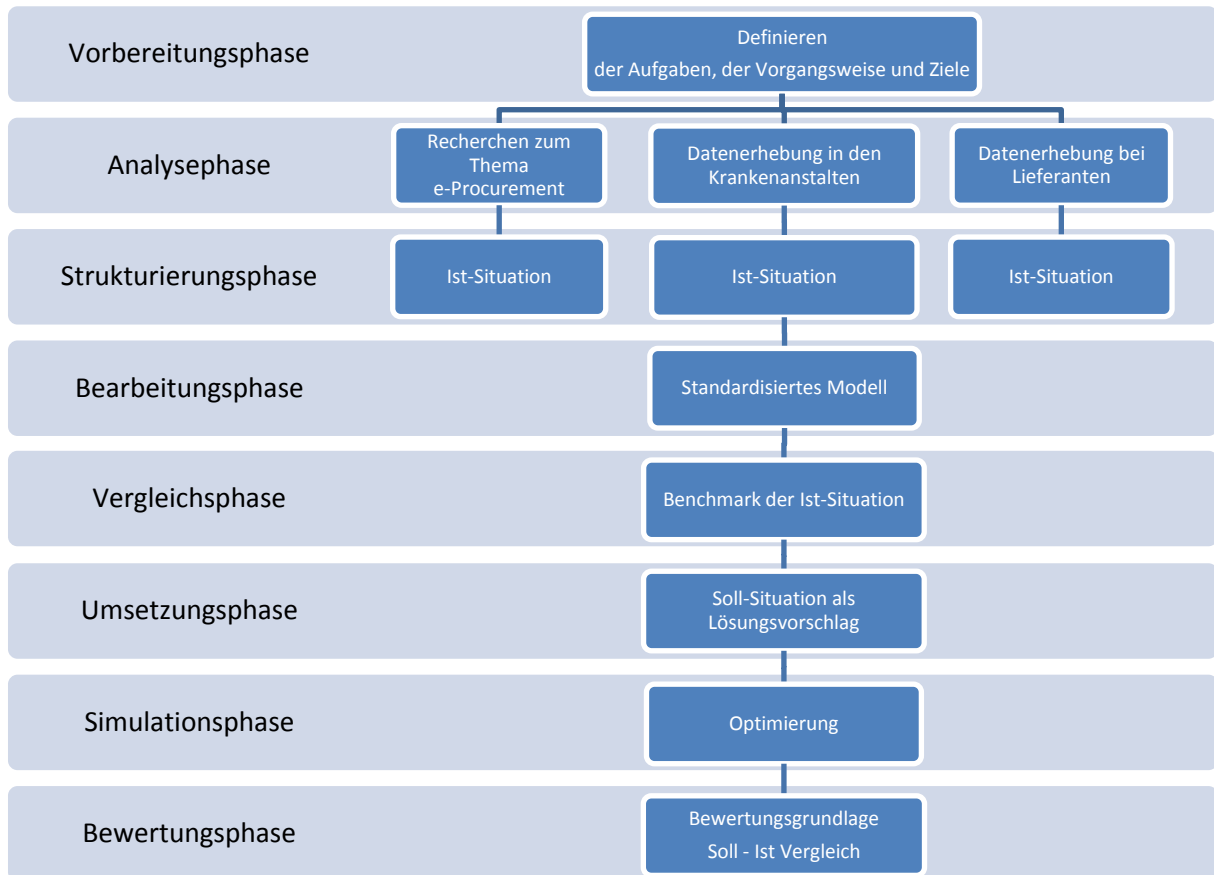 Vorbereitungsphase
Definieren
der Aufgaben, der Vorgangsweise und Ziele
Analysephase
Recherchen zum
Thema
e-Procurement
Datenerhebung in den
Krankenanstalten
Datenerhebung bei
Lieferanten
Strukturierungsphase
Ist-Situation
Ist-Situation
Ist-Situation
Bearbeitungsphase
Standardisiertes Modell
Vergleichsphase
Benchmark der Ist-Situation
Umsetzungsphase
Soll-Situation als
Lösungsvorschlag
Simulationsphase
Optimierung
Bewertungsphase
Bewertungsgrundlage
Soll - Ist Vergleich